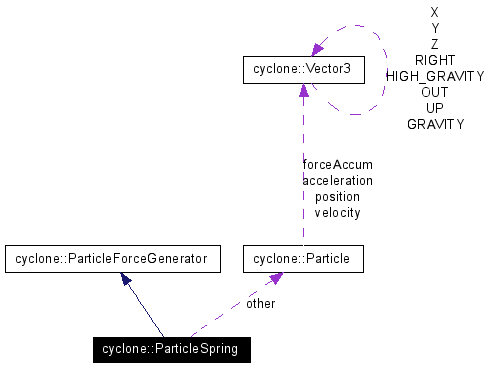 X
Y
Z
RIGHT
HIGH_GRAVITY
OUT
UP
GRAVITY
cyclone::Vector3
forceAccum
acceleration
position
velocity
cyclone::ParticleForceGenerator
cyclone::Particle
other
cyclone::ParticleSpring